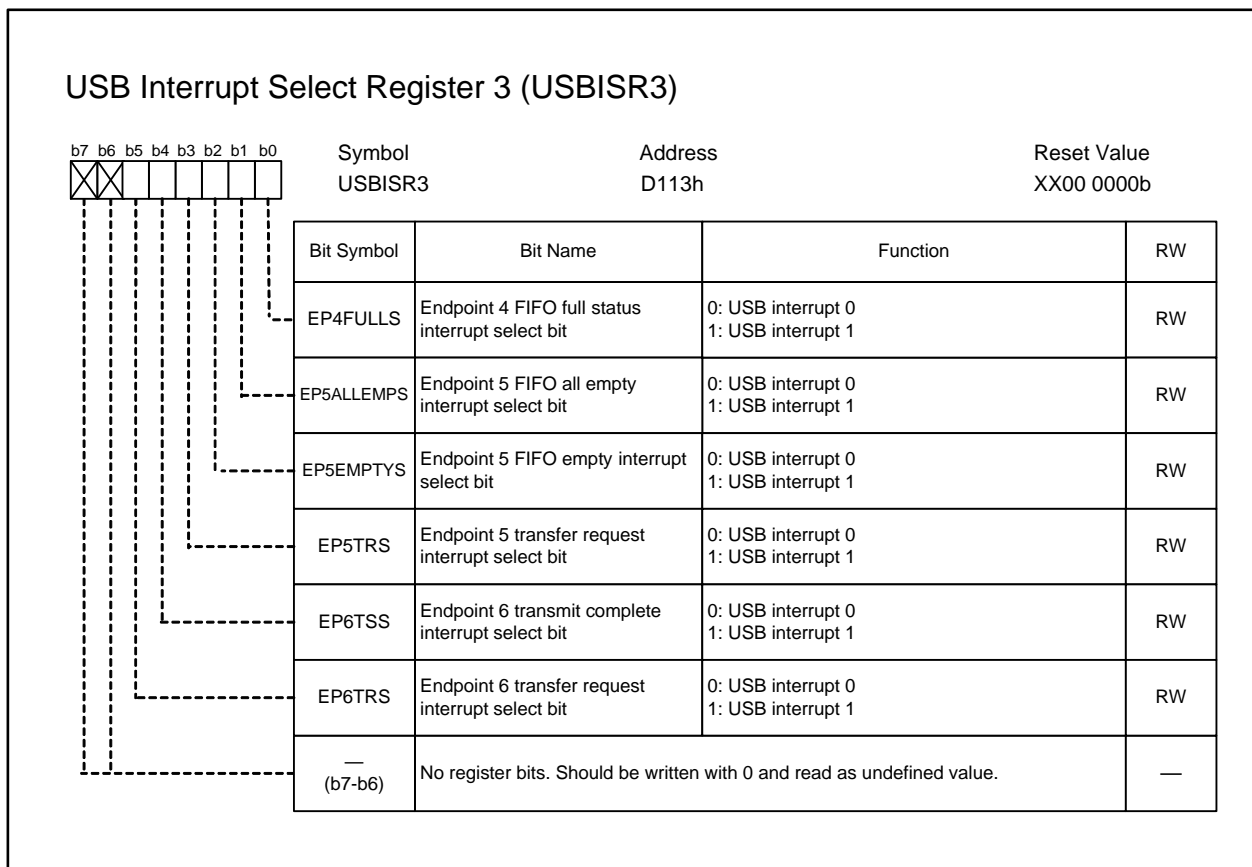 USB Interrupt Select Register 3 (USBISR3)
b7 b6 b5 b4 b3 b2 b1 b0
Symbol Address Reset Value
USBISR3 D113h XX00 0000b
Bit Symbol Bit Name Function RW
EP4FULLS Endpoint 4 FIFO full status
interrupt select bit 0: USB interrupt 0
1: USB interrupt 1 RW
EP5ALLEMPS Endpoint 5 FIFO all empty
interrupt select bit 0: USB interrupt 0
1: USB interrupt 1 RW
EP5EMPTYS Endpoint 5 FIFO empty interrupt
select bit 0: USB interrupt 0
1: USB interrupt 1 RW
EP5TRS Endpoint 5 transfer request
interrupt select bit 0: USB interrupt 0
1: USB interrupt 1 RW
EP6TSS Endpoint 6 transmit complete
interrupt select bit 0: USB interrupt 0
1: USB interrupt 1 RW
EP6TRS Endpoint 6 transfer request
interrupt select bit 0: USB interrupt 0
1: USB interrupt 1 RW
—
(b7-b6) No register bits. Should be written with 0 and read as undefined value. —